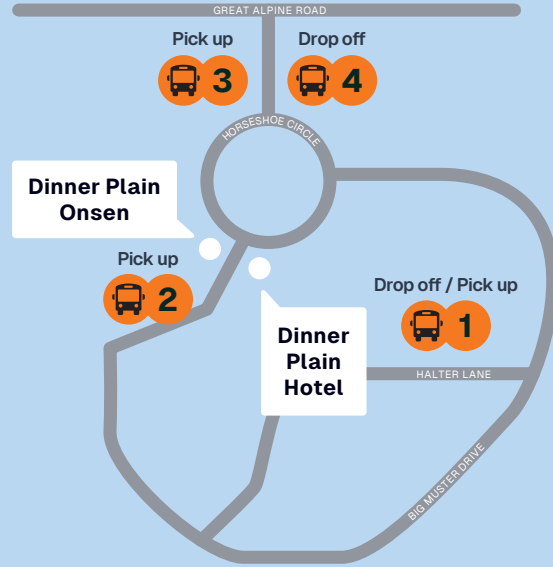 GREAT ALPINE ROAD
Pick up
3
Drop off
4
HORSESHOE CIRCLE
Dinner Plain
Onsen
Pick up
2
Drop off / Pick up
1
Dinner
Plain
Hotel
HALTER LANE
BIG MUSTER DRIVE